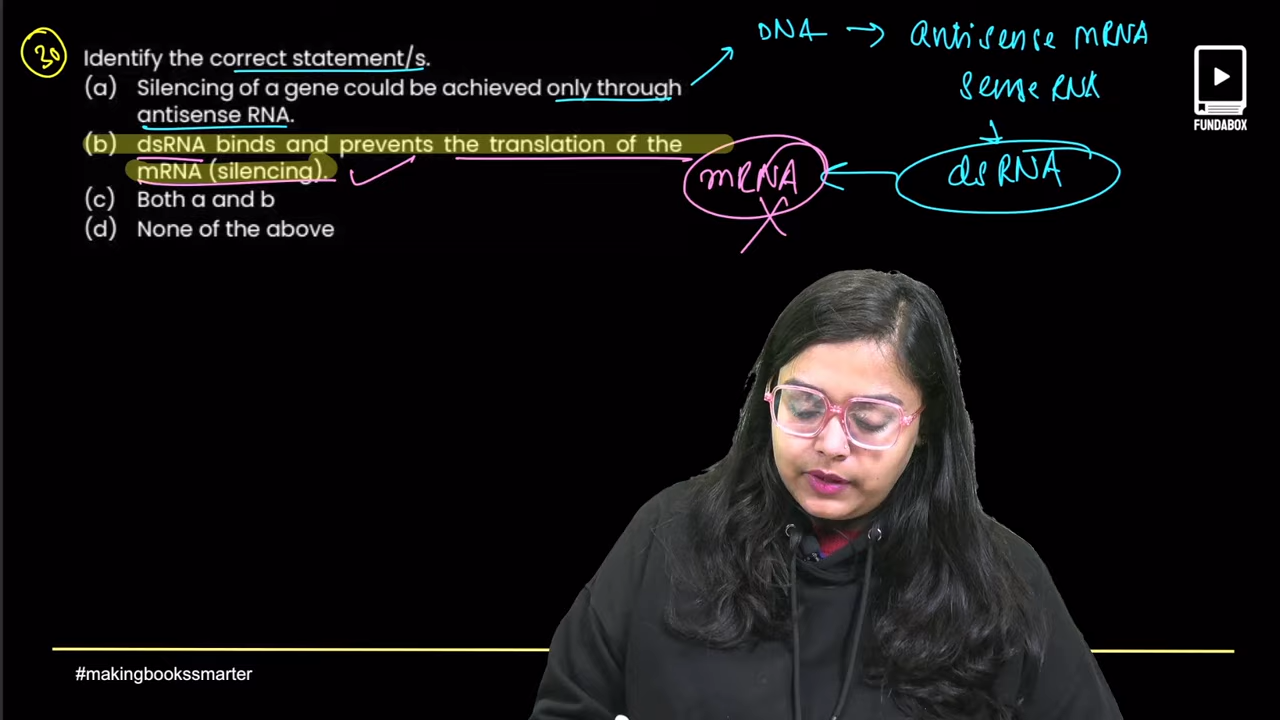 30
Identify the correct statement/s.
(a) Silencing of a gene could be achieved only through
antisense RNA.
(b) dsRNA binds and prevents the translation of the
mRNA (silencing).
(c) Both a and b
(d) None of the above
DNA → Antisense mRNA
sense RNA
dsRNA
mRNA
FUNDABOX
#makingbookssmarter